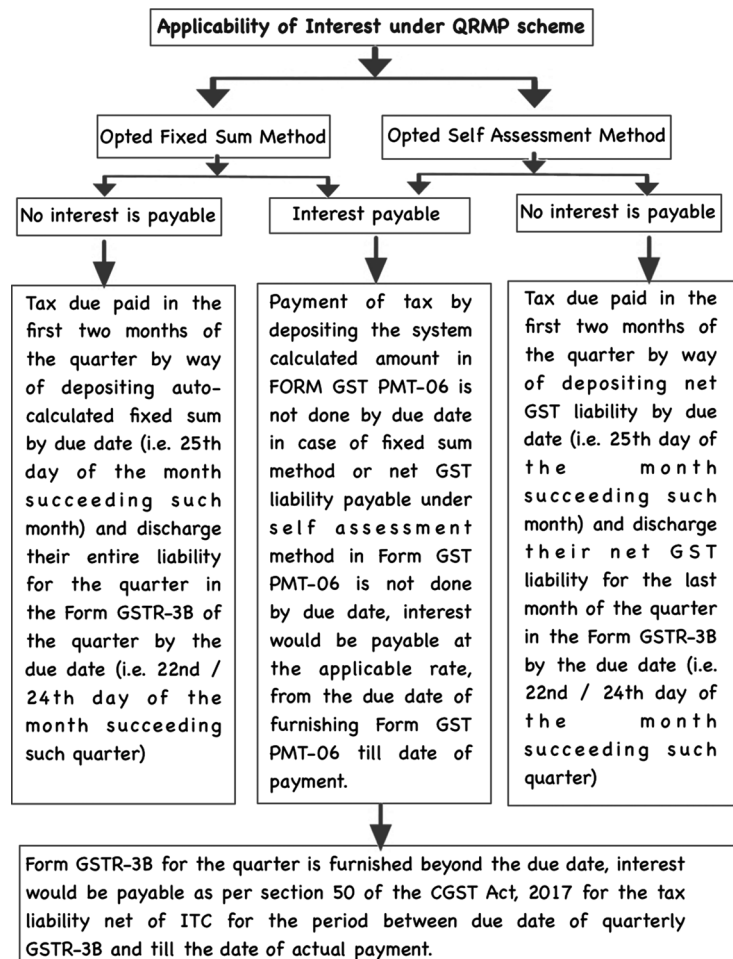 Applicability of Interest under QRMP scheme
Opted Fixed Sum Method
Opted Self Assessment Method
No interest is payable
Interest payable
No interest is payable
Tax due paid in the
first two months of
the quarter by way
of depositing auto-
calculated fixed sum
by due date (i.e. 25th
day of the month
succeeding such
month) and discharge
their entire liability
for the quarter in
the Form GSTR-3B of
the quarter by the
due date (i.e. 22nd /
24th day of the
month succeeding
such quarter)
Payment of tax by
depositing the system
calculated amount in
FORM GST PMT-06 is
not done by due date
in case of fixed sum
method or net GST
liability payable under
self assessment
method in Form GST
PMT-06 is not done
by due date, interest
would be payable at
the applicable rate,
from the due date of
furnishing Form GST
PMT-06 till date of
payment.
Tax due paid in the
first two months of
the quarter by way
of depositing net
GST liability by due
date (i.e. 25th day of
the month
succeeding such
month) and discharge
their net GST
liability for the last
month of the quarter
in the Form GSTR-3B
by the due date (i.e.
22nd / 24th day of
the month
succeeding such
quarter)
Form GSTR-3B for the quarter is furnished beyond the due date, interest
would be payable as per section 50 of the CGST Act, 2017 for the tax
liability net of ITC for the period between due date of quarterly
GSTR-3B and till the date of actual payment.